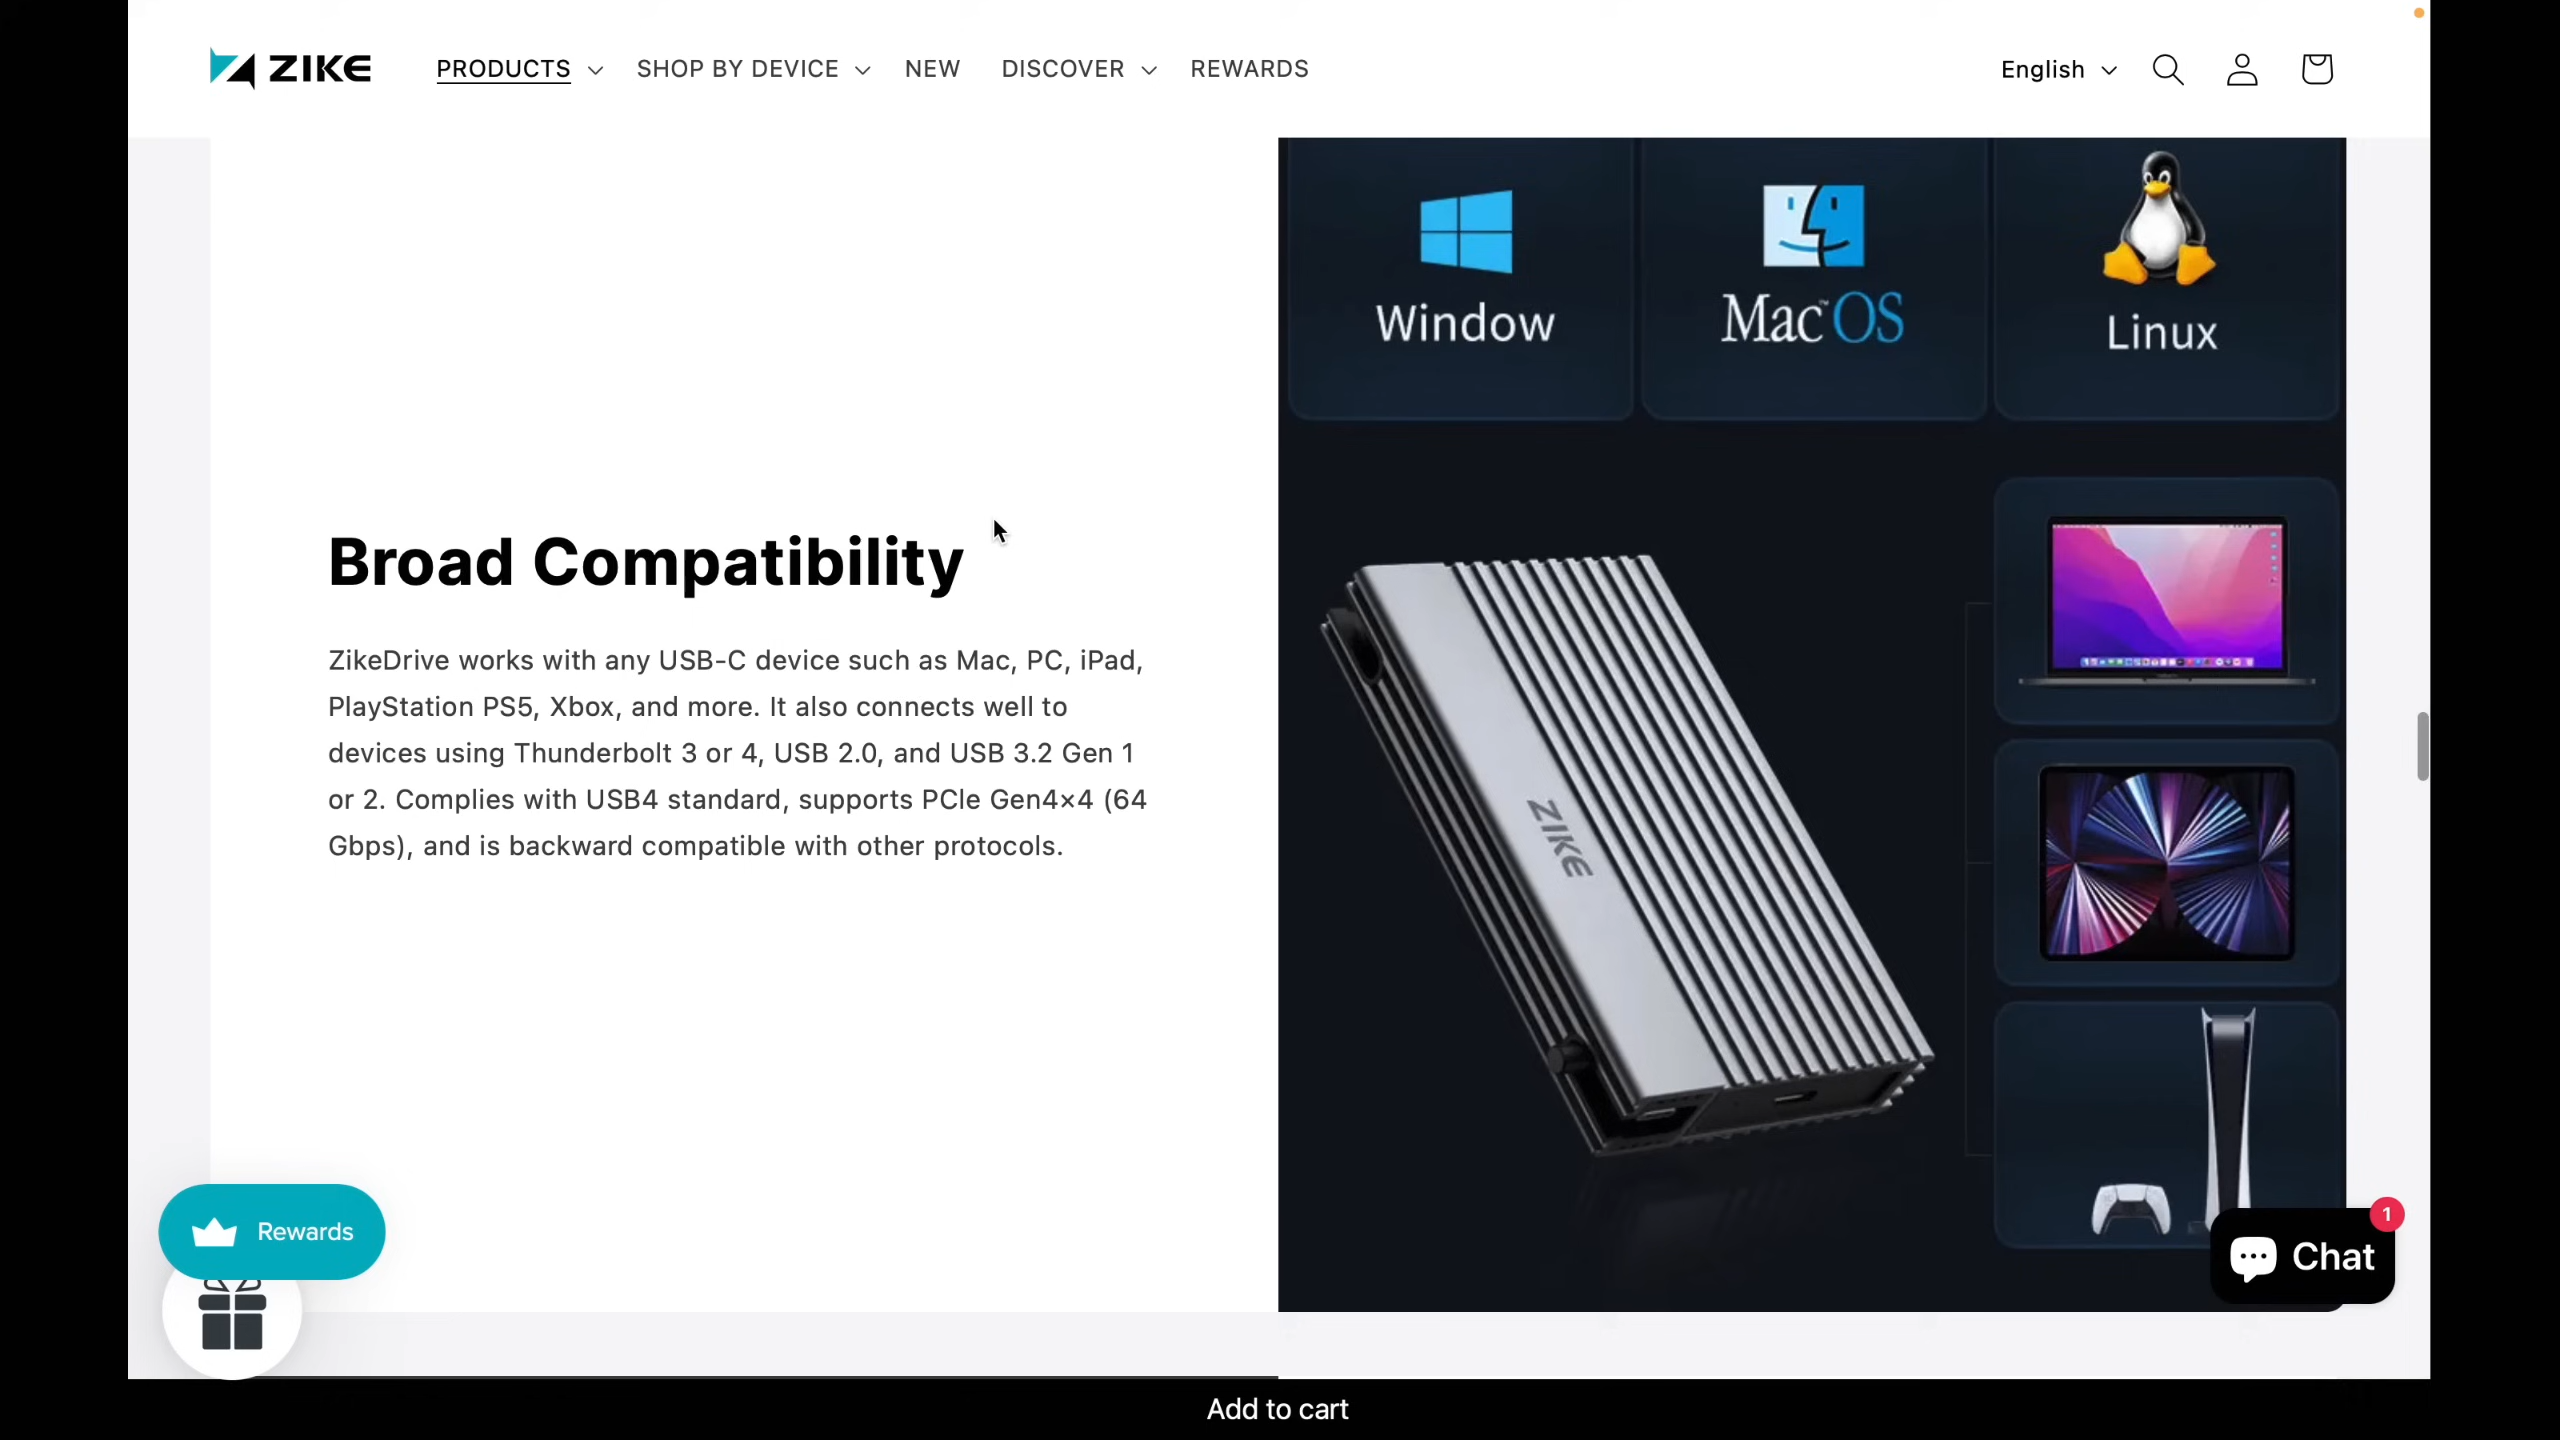 ZIKE
PRODUCTS
SHOP BY DEVICE
NEW
DISCOVER
REWARDS
English
Window
Mac™OS
Linux
Broad Compatibility
ZikeDrive works with any USB-C device such as Mac, PC, iPad,
PlayStation PS5, Xbox, and more. It also connects well to
devices using Thunderbolt 3 or 4, USB 2.0, and USB 3.2 Gen 1
or 2. Complies with USB4 standard, supports PCIe Gen4×4 (64
Gbps), and is backward compatible with other protocols.
ZIKE
Rewards
1
Chat
Add to cart